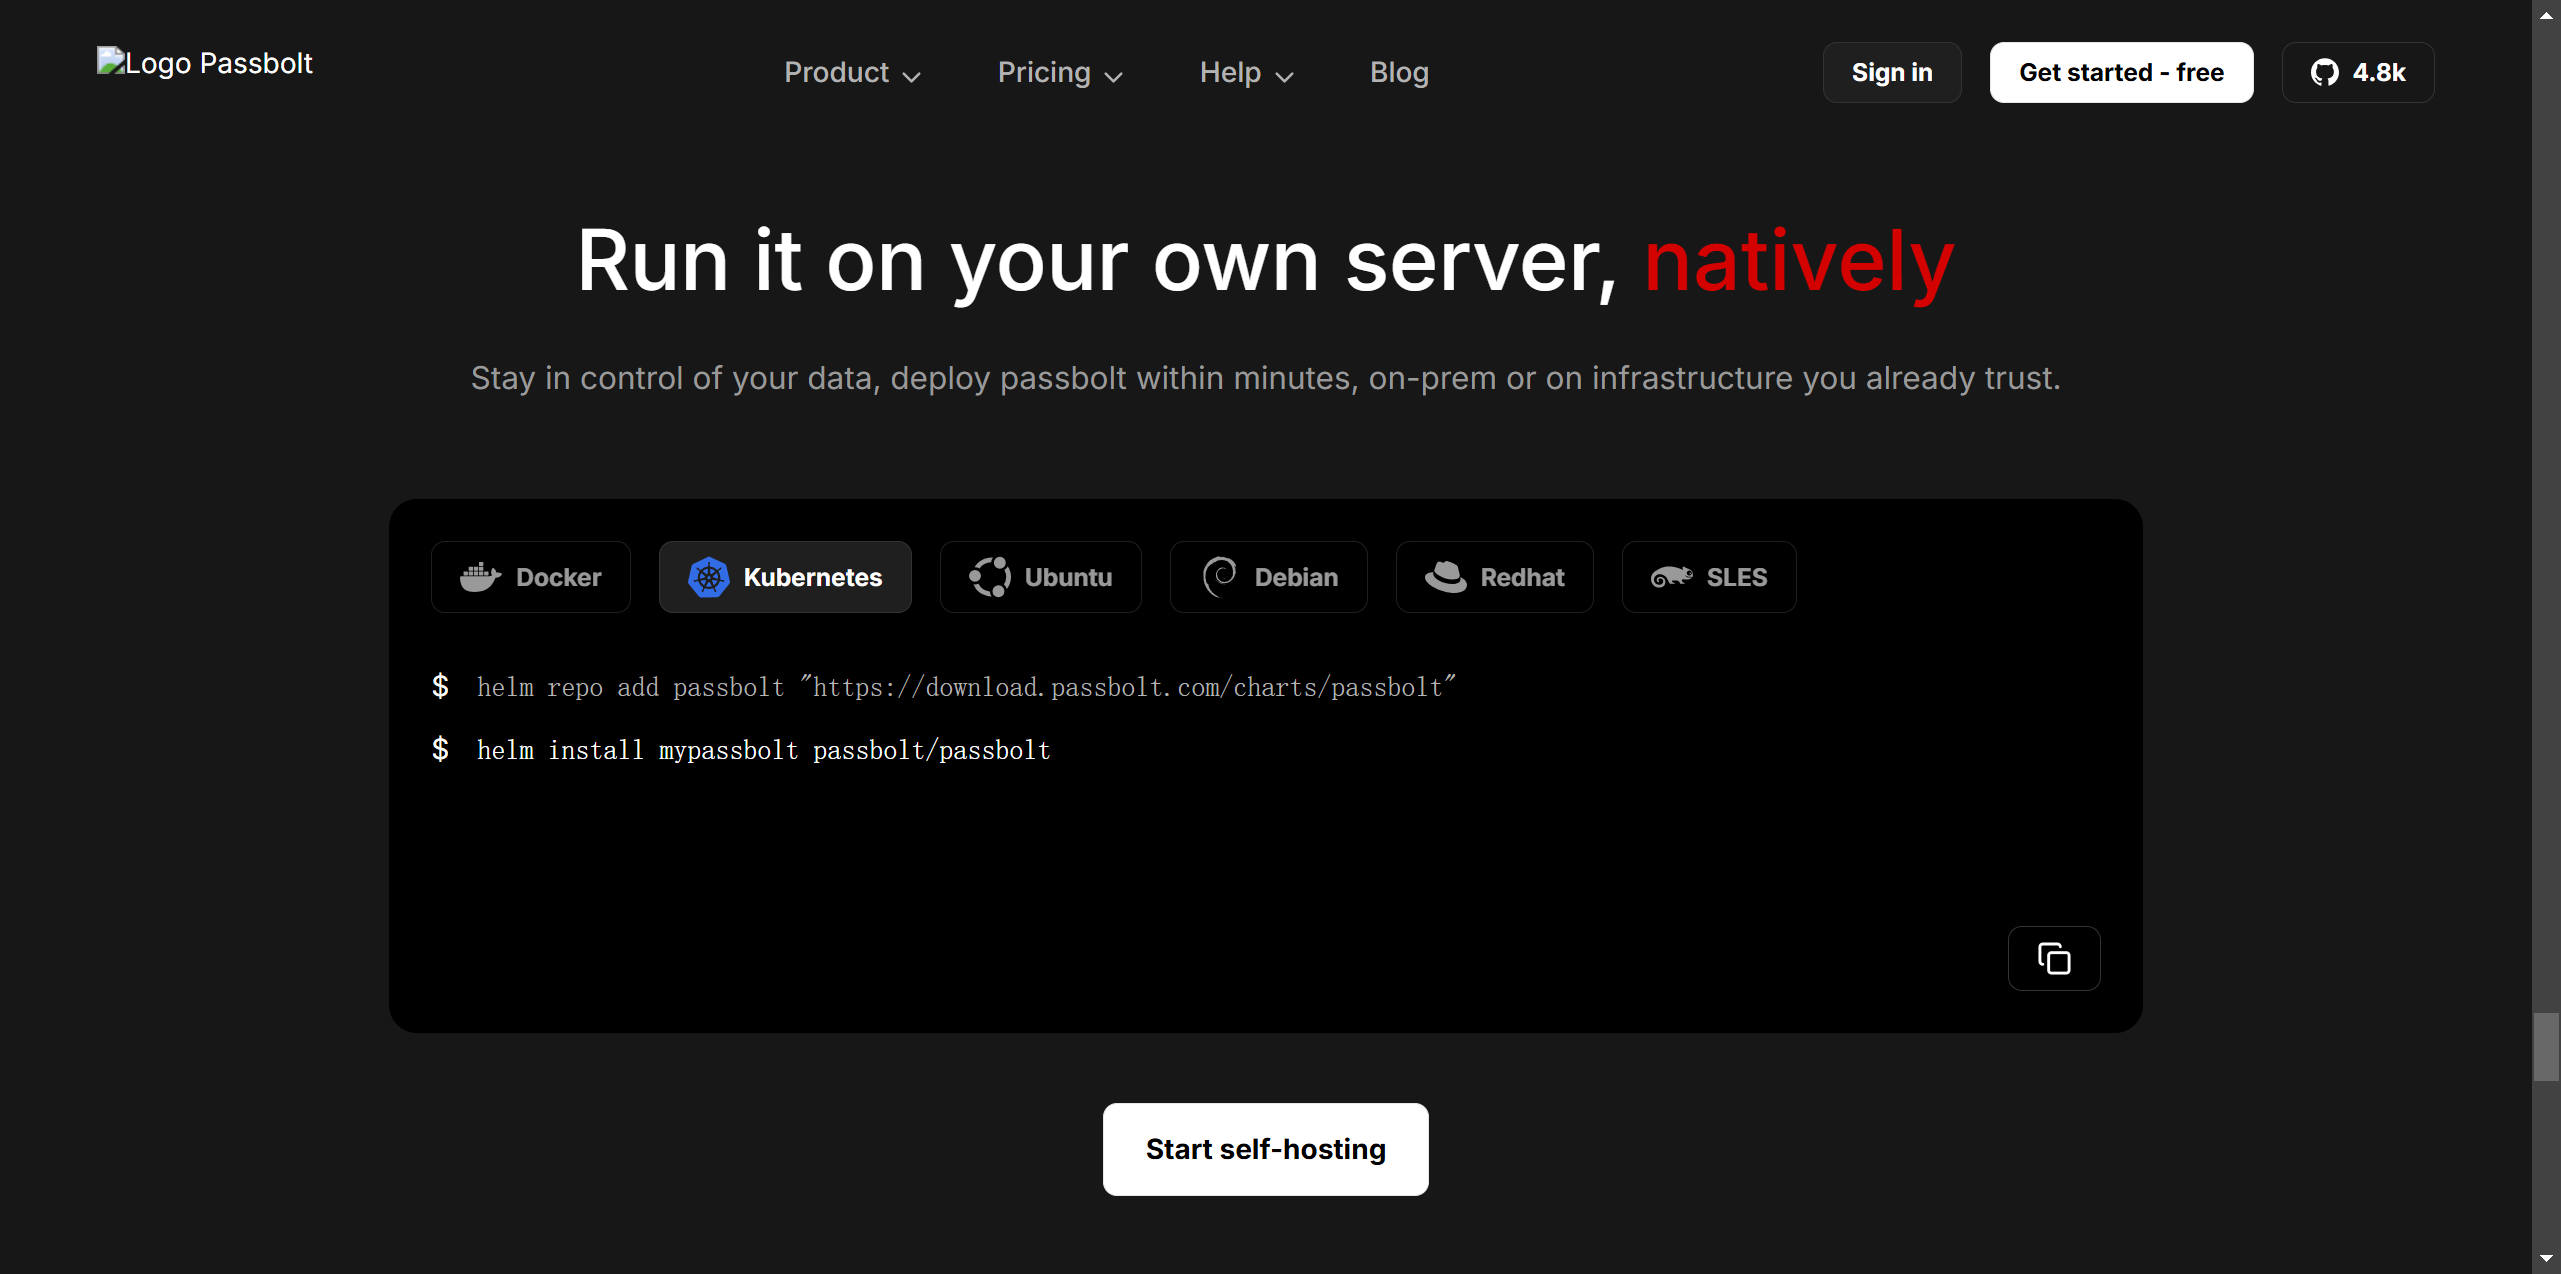 Logo Passbolt
Product
Pricing
Help
Blog
Sign in
Get started - free
4.8k
Run it on your own server, natively
Stay in control of your data, deploy passbolt within minutes, on-prem or on infrastructure you already trust.
Docker
Kubernetes
Ubuntu
Debian
Redhat
SLES
$ helm repo add passbolt "https://download.passbolt.com/charts/passbolt"
$ helm install mypassbolt passbolt/passbolt
Start self-hosting